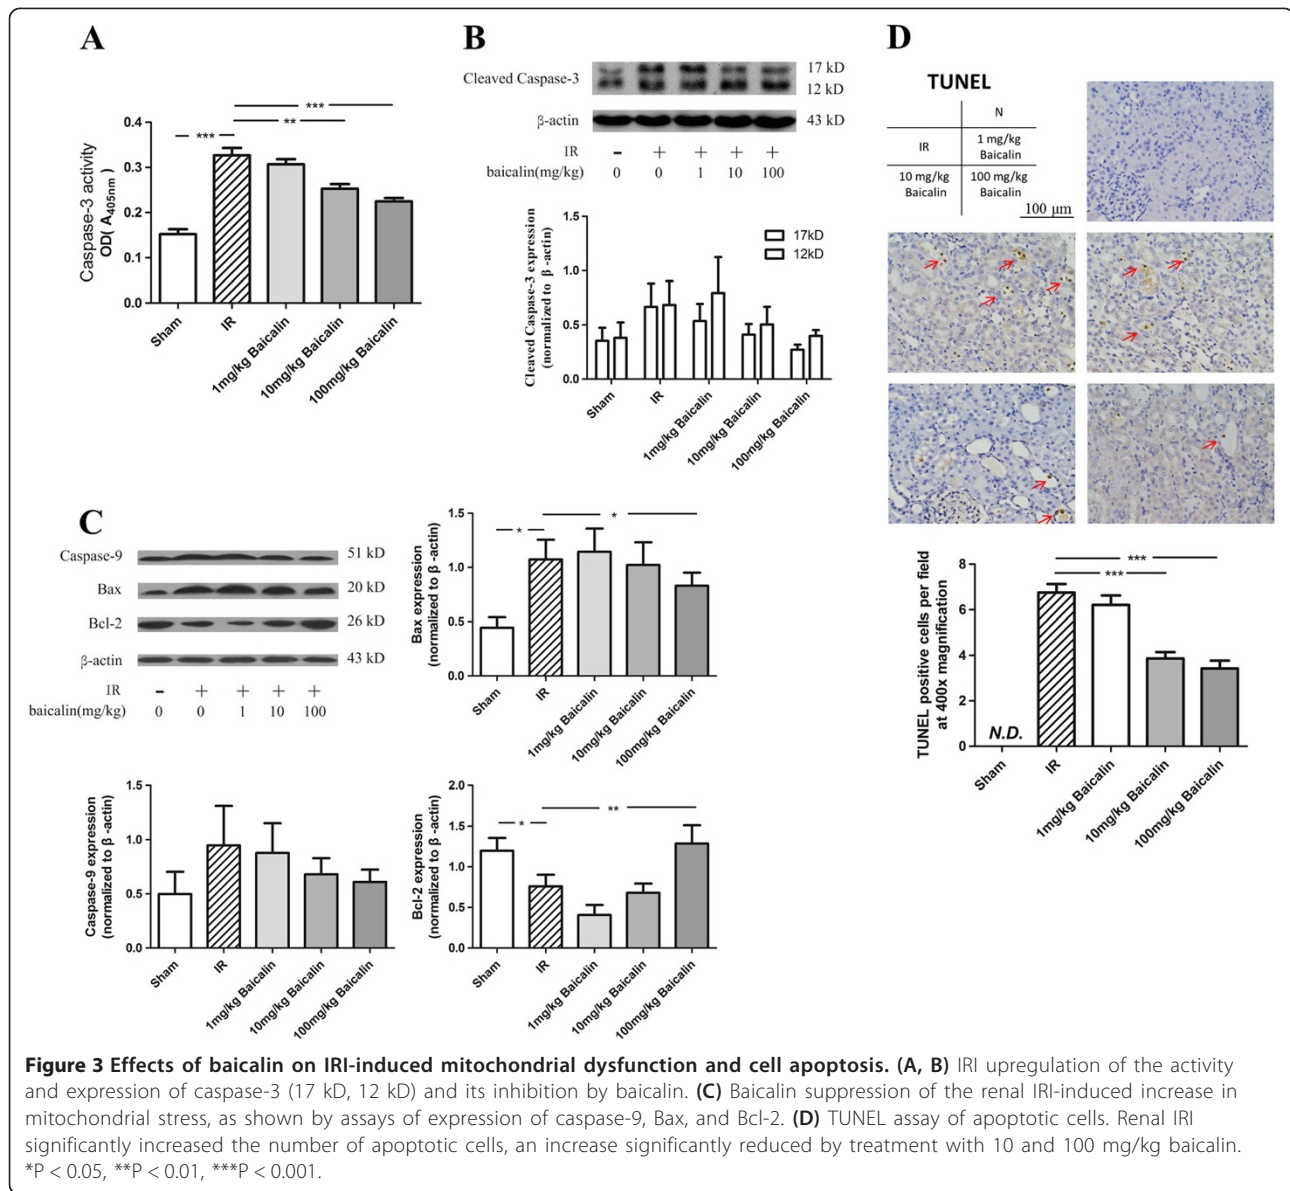 A
Caspase-3 activity
OD( A405nm )
0.4
0.3
0.2
0.1
0.0
***
**
***
Sham
IR
1mg/kg Baicalin
10mg/kg Baicalin
100mg/kg Baicalin
B
Cleaved Caspase-3
17 kD
12 kD
β-actin
43 kD
IR - + + + +
baicalin(mg/kg) 0 0 1 10 100
Cleaved Caspase-3 expression
(normalized to β -actin)
1.5
1.0
0.5
0.0
17kD
12kD
Sham
IR
1mg/kg Baicalin
10mg/kg Baicalin
100mg/kg Baicalin
C
Caspase-9 51 kD
Bax 20 kD
Bcl-2 26 kD
β-actin 43 kD
IR - + + + +
baicalin(mg/kg) 0 0 1 10 100
Bax expression
(normalized to β -actin)
1.5
1.0
0.5
0.0
*
*
Sham
IR
1mg/kg Baicalin
10mg/kg Baicalin
100mg/kg Baicalin
Caspase-9 expression
(normalized to β -actin)
1.5
1.0
0.5
0.0
Sham
IR
1mg/kg Baicalin
10mg/kg Baicalin
100mg/kg Baicalin
Bcl-2 expression
(normalized to β -actin)
2.0
1.5
1.0
0.5
0.0
**
*
Sham
IR
1mg/kg Baicalin
10mg/kg Baicalin
100mg/kg Baicalin
D
TUNEL
N
IR
1 mg/kg
Baicalin
10 mg/kg
Baicalin
100 mg/kg
Baicalin
100 μm
TUNEL positive cells per field
at 400x magnification
8
6
4
2
0
***
***
N.D.
Sham
IR
1mg/kg Baicalin
10mg/kg Baicalin
100mg/kg Baicalin
Figure 3 Effects of baicalin on IRI-induced mitochondrial dysfunction and cell apoptosis. (A, B) IRI upregulation of the activity
and expression of caspase-3 (17 kD, 12 kD) and its inhibition by baicalin. (C) Baicalin suppression of the renal IRI-induced increase in
mitochondrial stress, as shown by assays of expression of caspase-9, Bax, and Bcl-2. (D) TUNEL assay of apoptotic cells. Renal IRI
significantly increased the number of apoptotic cells, an increase significantly reduced by treatment with 10 and 100 mg/kg baicalin.
*P < 0.05, **P < 0.01, ***P < 0.001.